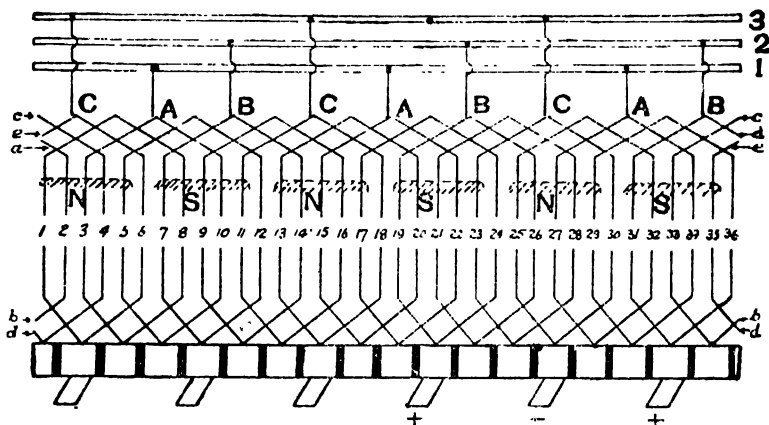 3
2
1
C A B C A B C A B
c c
e d
a e
N S N S N S
1 2 3 4 5 6 7 8 9 10 11 12 13 14 15 16 17 18 19 20 21 22 23 24 25 26 27 28 29 30 31 32 33 34 35 36
b b
d d
+ - +